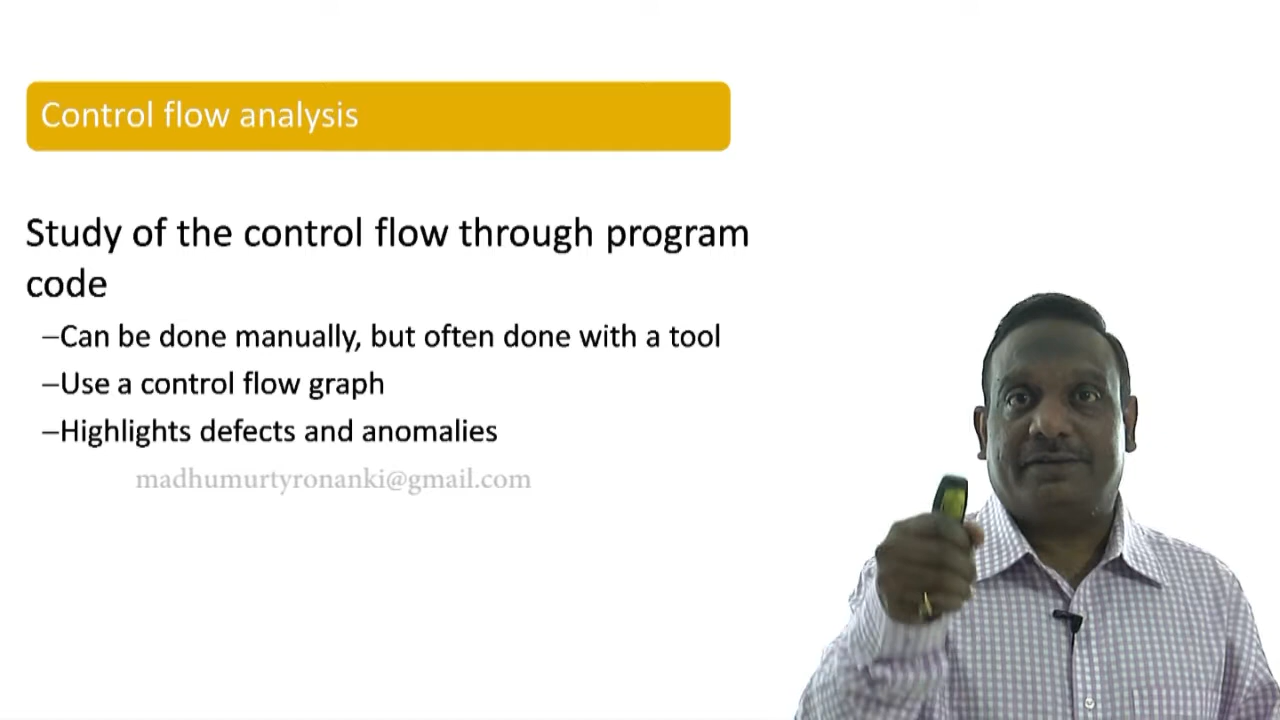 Control flow analysis
Study of the control flow through program
code
–Can be done manually, but often done with a tool
–Use a control flow graph
–Highlights defects and anomalies
madhumurtyronanki@gmail.com